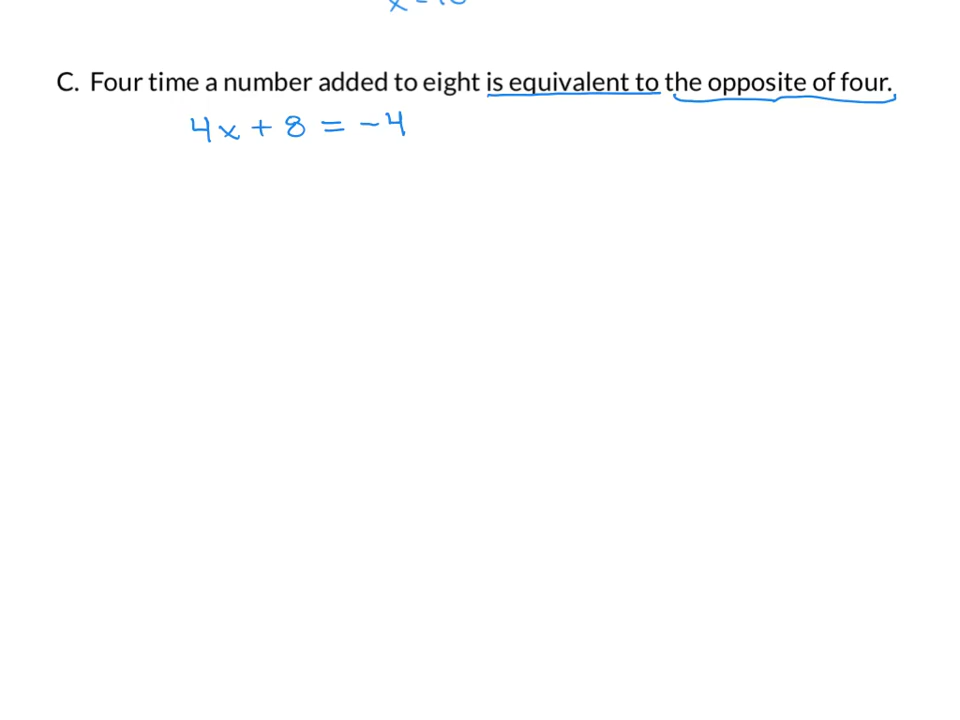 C. Four time a number added to eight is equivalent to the opposite of four.
4x + 8 = -4